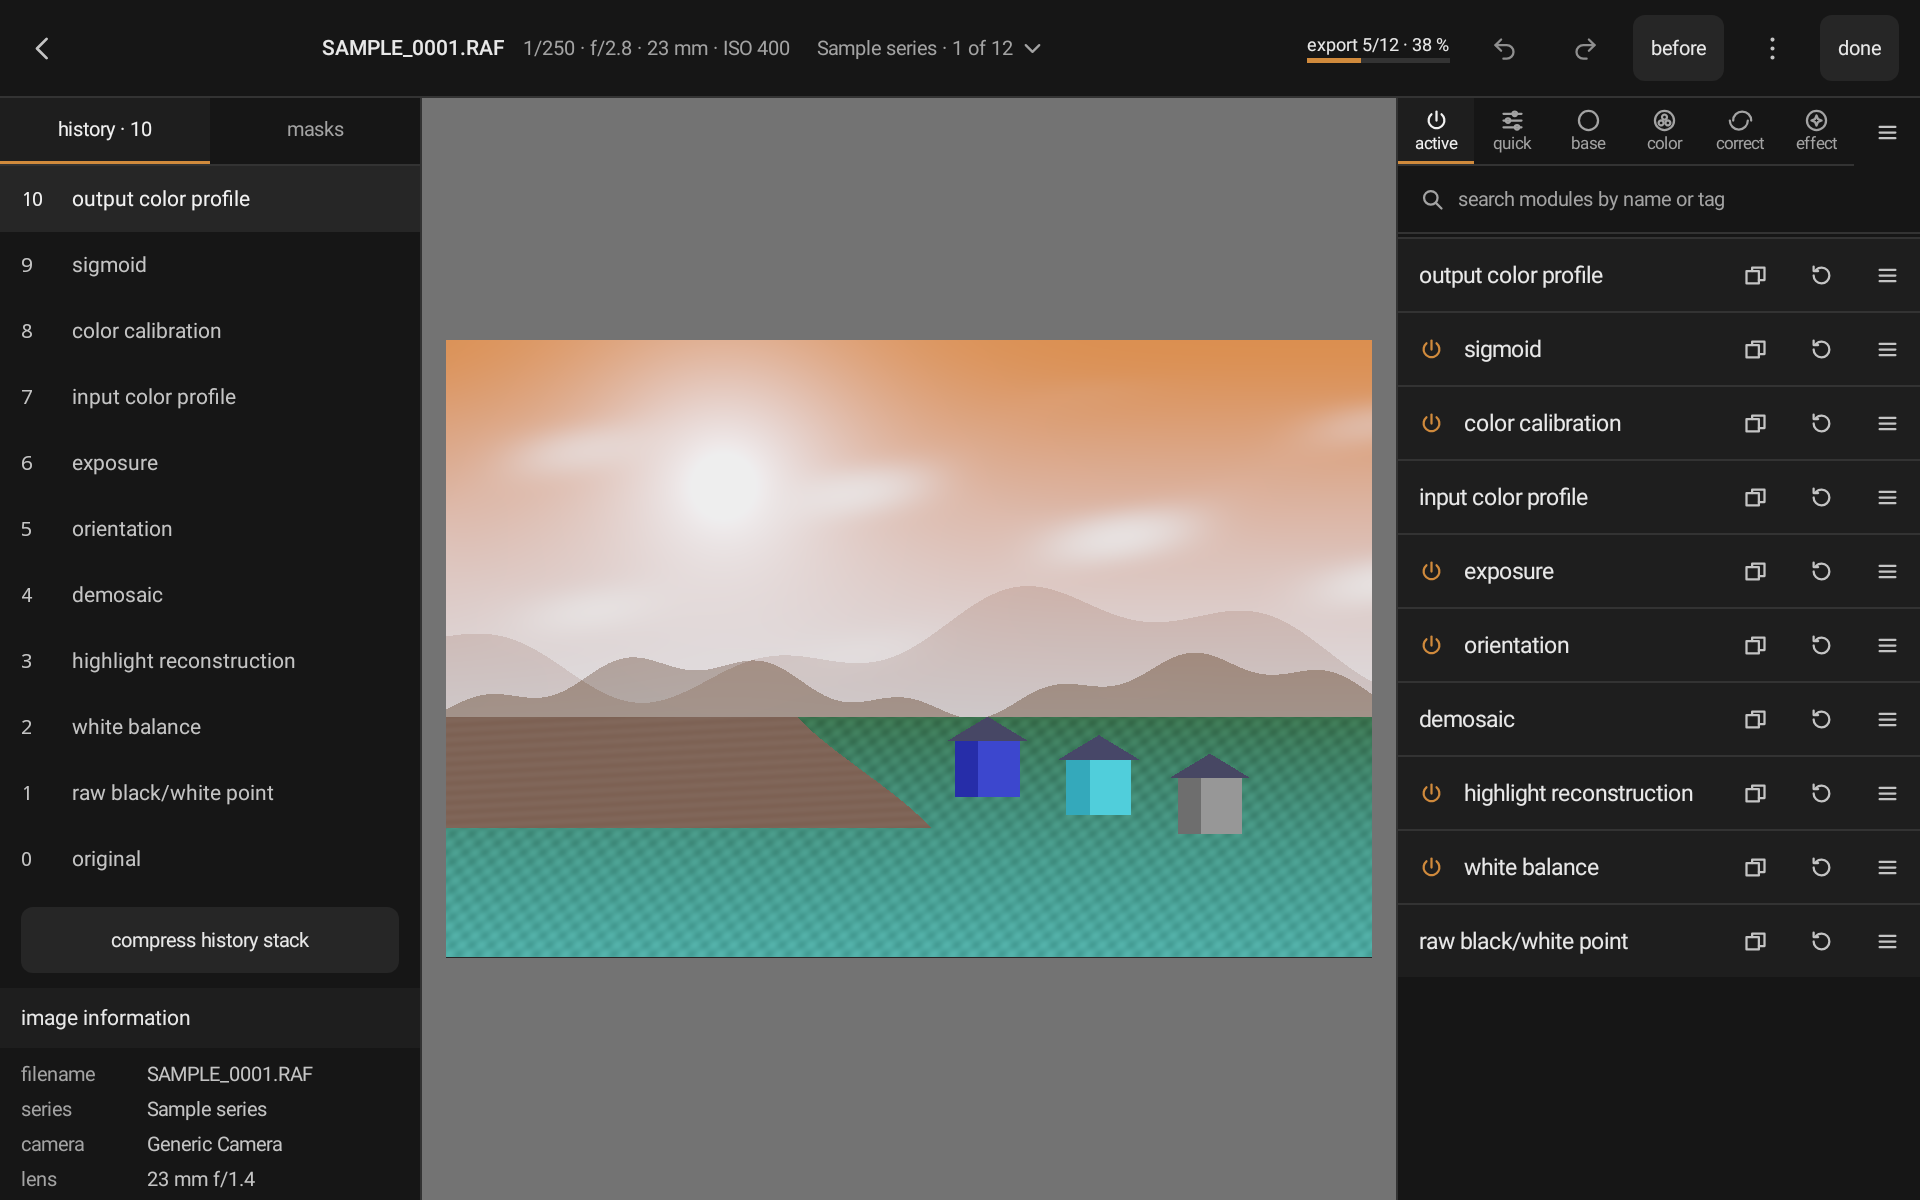 SAMPLE_0001.RAF 1/250 · f/2.8 · 23 mm · ISO 400 Sample series · 1 of 12
export 5/12 · 38 %
before
done
history · 10
masks
10 output color profile
9 sigmoid
8 color calibration
7 input color profile
6 exposure
5 orientation
4 demosaic
3 highlight reconstruction
2 white balance
1 raw black/white point
0 original
compress history stack
image information
filename SAMPLE_0001.RAF
series Sample series
camera Generic Camera
lens 23 mm f/1.4
active quick base color correct effect
search modules by name or tag
output color profile
sigmoid
color calibration
input color profile
exposure
orientation
demosaic
highlight reconstruction
white balance
raw black/white point